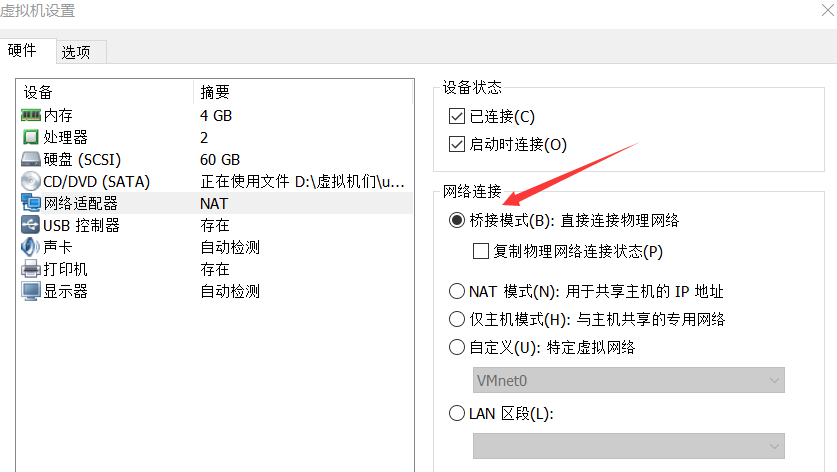 虚拟机设置
硬件 选项
设备 摘要
内存 4 GB
处理器 2
硬盘 (SCSI) 60 GB
CD/DVD (SATA) 正在使用文件 D:\虚拟机们\u...
网络适配器 NAT
USB 控制器 存在
声卡 自动检测
打印机 存在
显示器 自动检测
设备状态
已连接(C)
启动时连接(O)
网络连接
桥接模式(B): 直接连接物理网络
复制物理网络连接状态(P)
NAT 模式(N): 用于共享主机的 IP 地址
仅主机模式(H): 与主机共享的专用网络
自定义(U): 特定虚拟网络
VMnet0
LAN 区段(L):